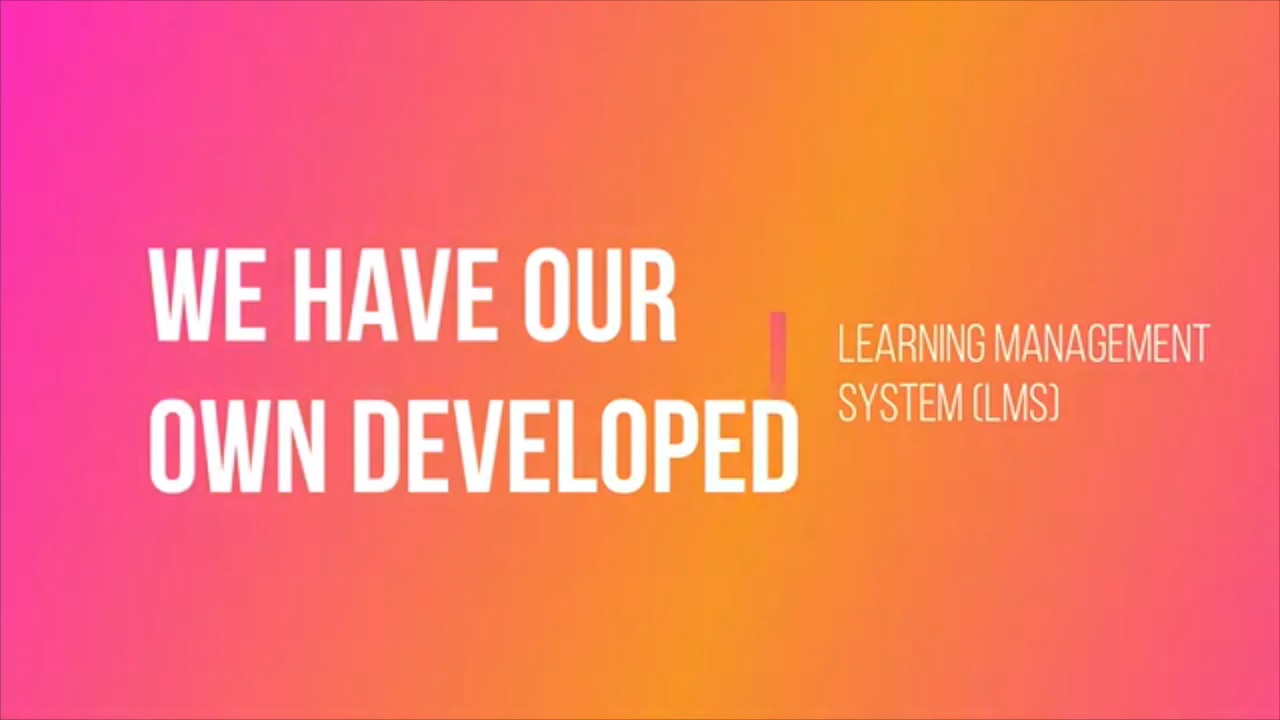 WE HAVE OUR
OWN DEVELOPED
LEARNING MANAGEMENT
SYSTEM (LMS)